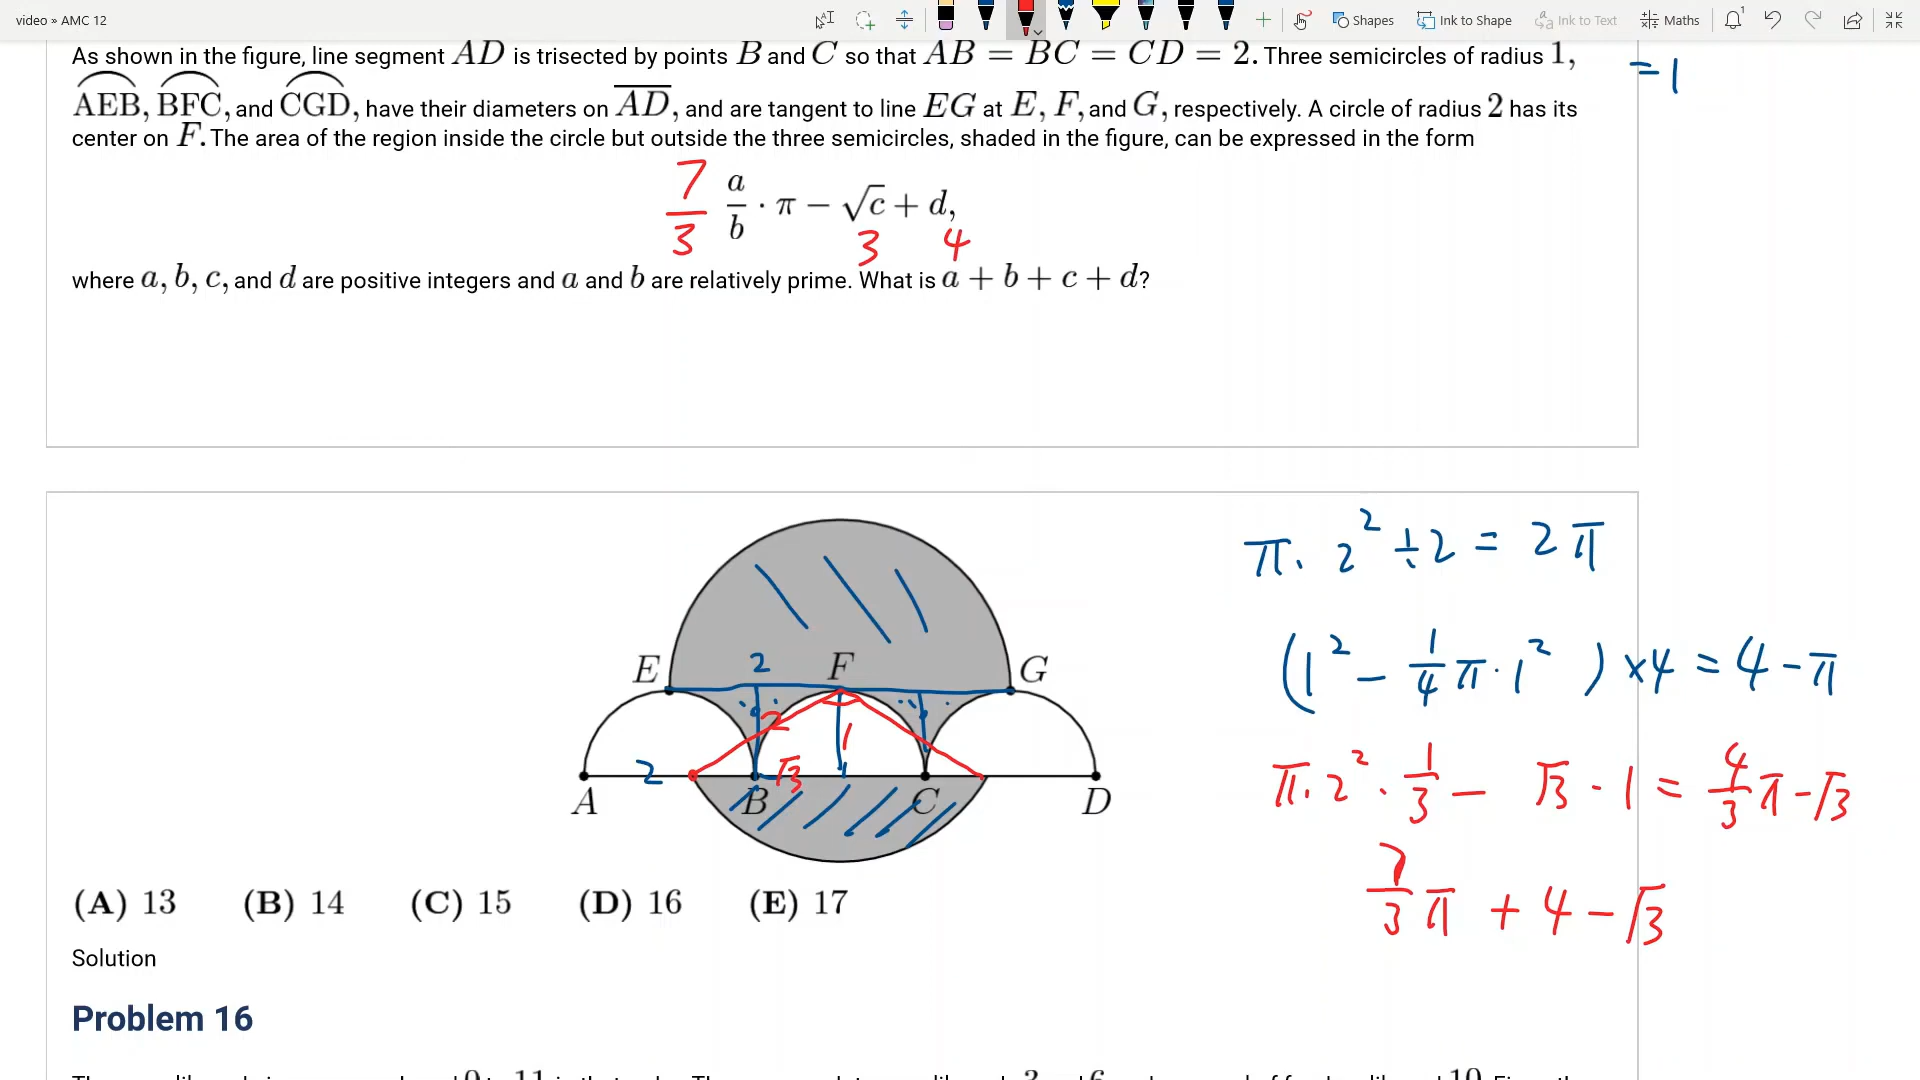 video » AMC 12
Shapes
Ink to Shape
Ink to Text
Maths
As shown in the figure, line segment AD is trisected by points B and C so that AB = BC = CD = 2. Three semicircles of radius 1,
= 1
AEB, BFC, and CGD, have their diameters on AD, and are tangent to line EG at E, F, and G, respectively. A circle of radius 2 has its
center on F. The area of the region inside the circle but outside the three semicircles, shaded in the figure, can be expressed in the form
7/3 a/b · π − √c + d,
3 4
where a, b, c, and d are positive integers and a and b are relatively prime. What is a + b + c + d?
π · 2² ÷ 2 = 2π
E 2 F G
(1² − 1/4 π · 1²) × 4 = 4 − π
2 1
2 √3
π · 2² · 1/3 − √3 · 1 = 4/3 π − √3
A B C D
7/3 π + 4 − √3
(A) 13 (B) 14 (C) 15 (D) 16 (E) 17
Solution
Problem 16